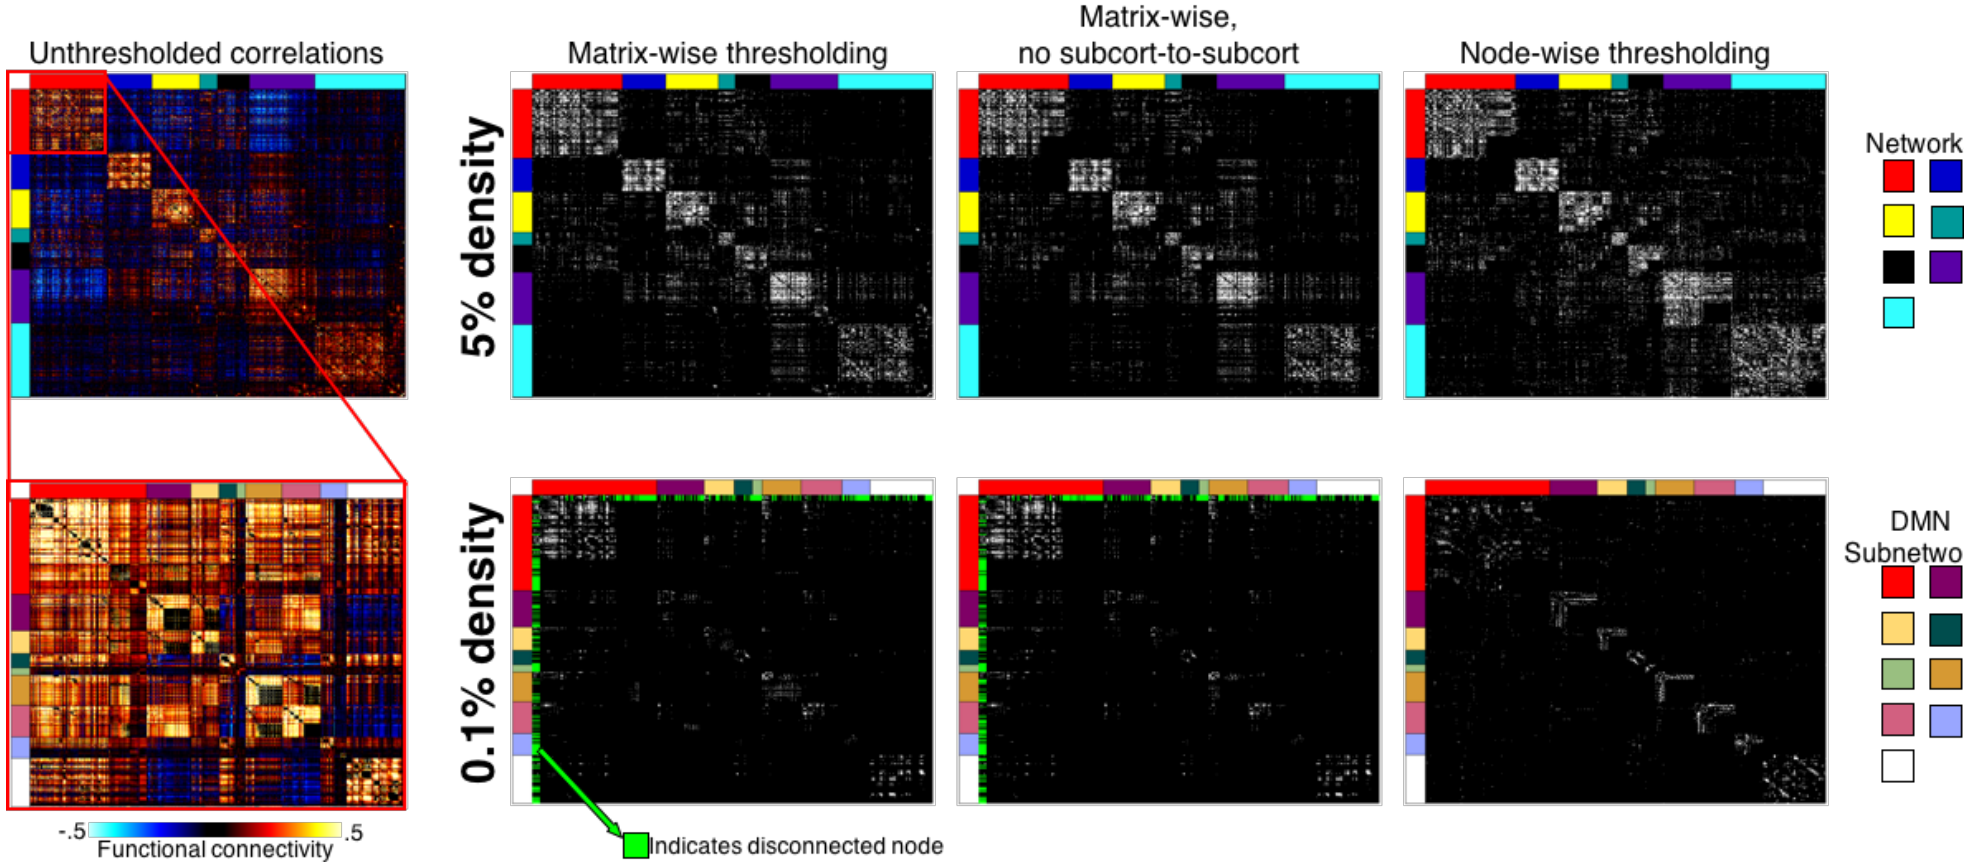 Unthresholded correlations
Matrix-wise thresholding
Matrix-wise,
no subcort-to-subcort
Node-wise thresholding
5% density
Network
0.1% density
DMN
Subnetwo
-.5
.5
Functional connectivity
Indicates disconnected node